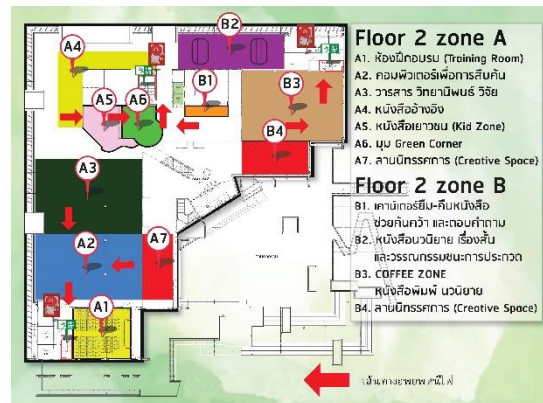 B2
A4
B1
A5
A6
B3
B4
A3
A2
A7
A1
Floor 2 zone A
A1. ห้องฝึกอบรม (Training Room)
A2. คอมพิวเตอร์เพื่อการสืบค้น
A3. วารสาร วิทยานิพนธ์ วิจัย
A4. หนังสืออ้างอิง
A5. หนังสือเยาวชน (Kid Zone)
A6. มุม Green Corner
A7. ลานนิทรรศการ (Creative Space)
Floor 2 zone B
B1. เคาน์เตอร์ยืม-คืนหนังสือ
ช่วยค้นคว้า และตอบคำถาม
B2. หนังสือนวนิยาย เรื่องสั้น
และวรรณกรรมชนะการประกวด
B3. COFFEE ZONE
หนังสือพิมพ์ นวนิยาย
B4. ลานนิทรรศการ (Creative Space)
เส้นทางอพยพหนีไฟ